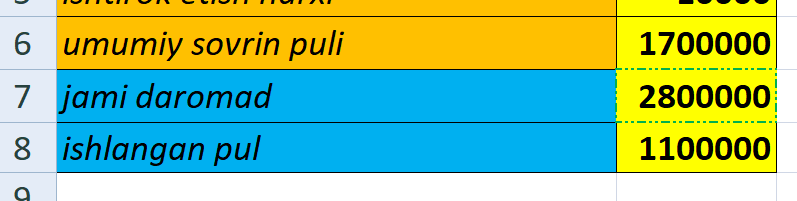 6 umumiy sovrin puli 1700000
7 jami daromad 2800000
8 ishlangan pul 1100000
9